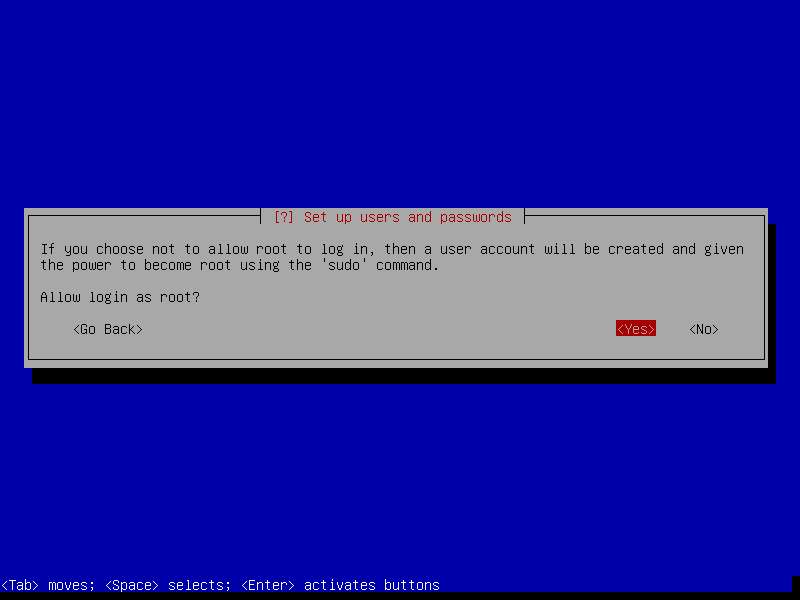 [?] Set up users and passwords
If you choose not to allow root to log in, then a user account will be created and given
the power to become root using the 'sudo' command.
Allow login as root?
<Go Back> <Yes> <No>
<Tab> moves; <Space> selects; <Enter> activates buttons